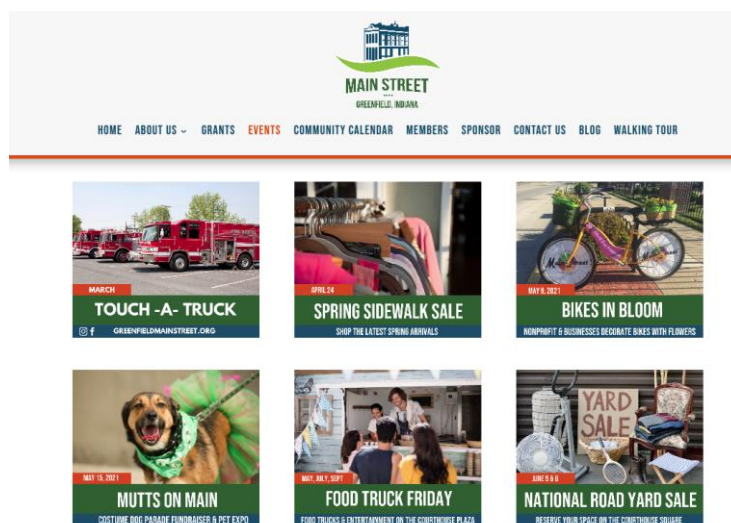 MAIN STREET
GREENFIELD, INDIANA
HOME ABOUT US GRANTS EVENTS COMMUNITY CALENDAR MEMBERS SPONSOR CONTACT US BLOG WALKING TOUR
MARCH
TOUCH -A- TRUCK
GREENFIELDMAINSTREET.ORG
APRIL 24
SPRING SIDEWALK SALE
SHOP THE LATEST SPRING ARRIVALS
MAY 8, 2021
BIKES IN BLOOM
NONPROFIT & BUSINESSES DECORATE BIKES WITH FLOWERS
MAY 15, 2021
MUTTS ON MAIN
COSTUME DOG PARADE FUNDRAISER & PET EXPO
MAY, JULY, SEPT
FOOD TRUCK FRIDAY
FOOD TRUCKS & ENTERTAINMENT ON THE COURTHOUSE PLAZA
YARD
SALE
JUNE 5 & 6
NATIONAL ROAD YARD SALE
RESERVE YOUR SPACE ON THE COURTHOUSE SQUARE